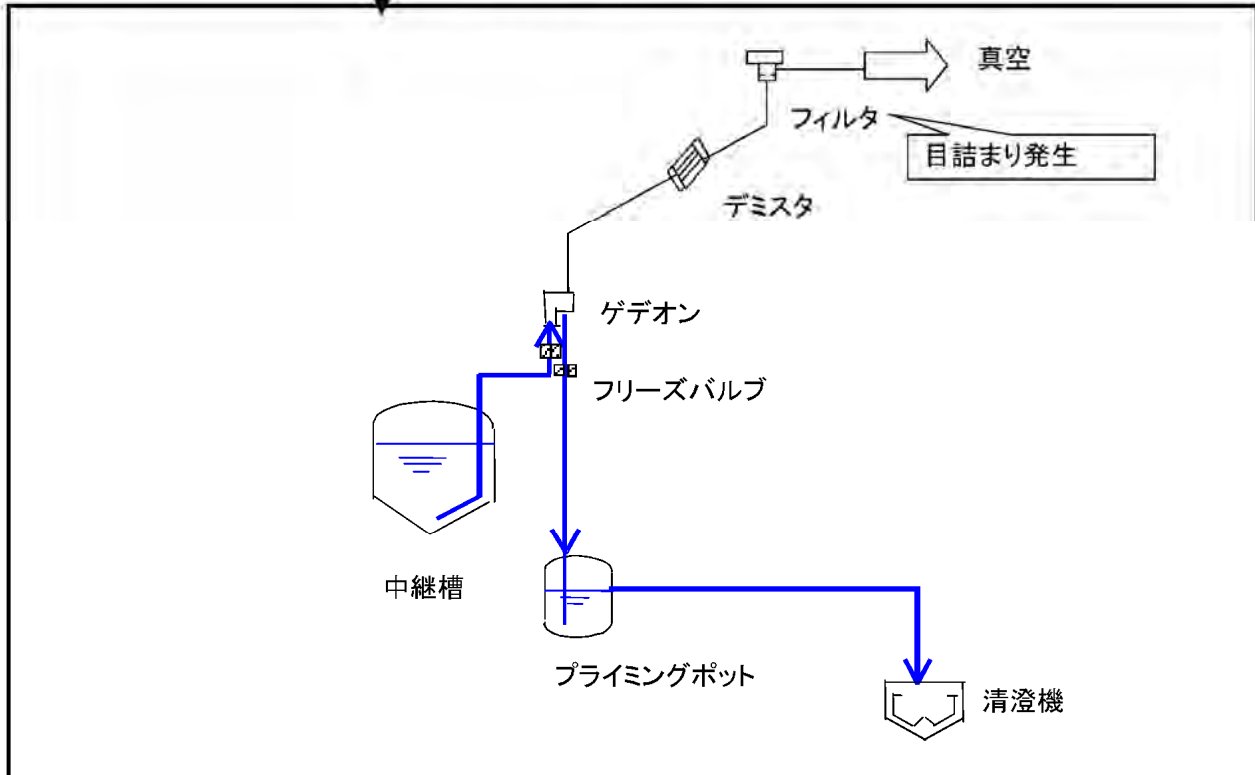 真空
フィルタ
目詰まり発生
デミスタ
ゲデオン
フリーズバルブ
中継槽
プライミングポット
清澄機